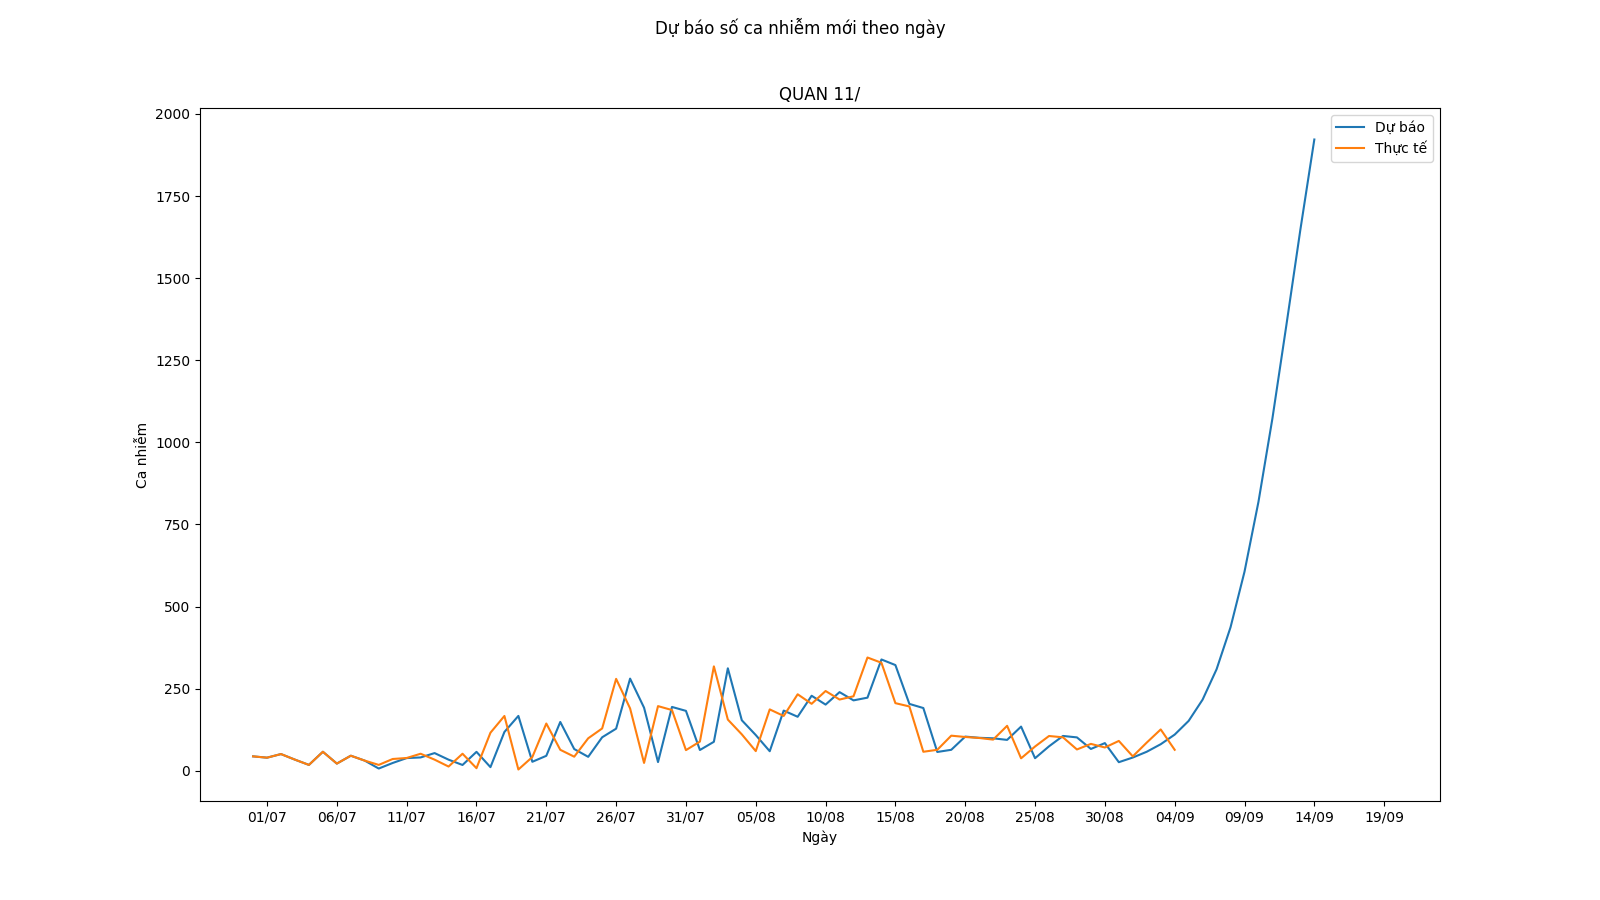 Dự báo số ca nhiễm mới theo ngày
QUAN 11/
2000
1750
1500
1250
1000
750
500
250
0
Ca nhiễm
Dự báo
Thực tế
01/07 06/07 11/07 16/07 21/07 26/07 31/07 05/08 10/08 15/08 20/08 25/08 30/08 04/09 09/09 14/09 19/09
Ngày